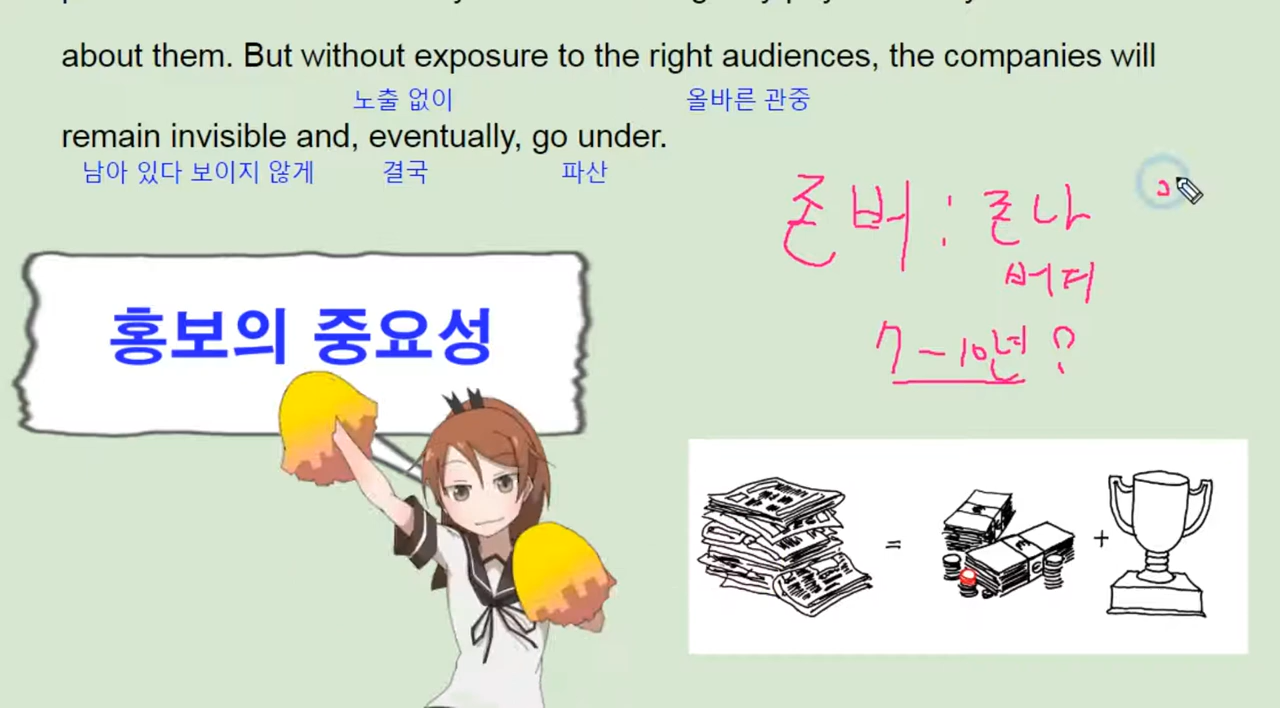 about them. But without exposure to the right audiences, the companies will
노출 없이 올바른 관중
remain invisible and, eventually, go under.
남아 있다 보이지 않게 결국 파산
존버 : 존나
버티
7-10년?
홍보의 중요성
= +